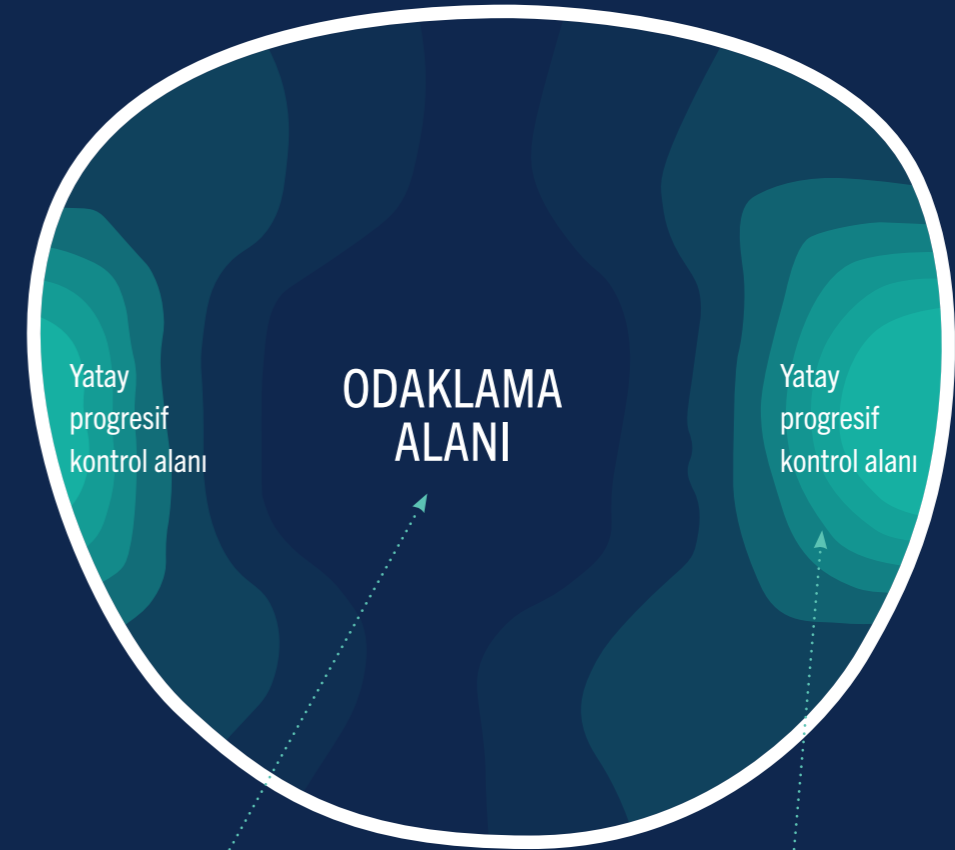 Yatay
progresif
kontrol alanı
ODAKLAMA
ALANI
Yatay
progresif
kontrol alanı